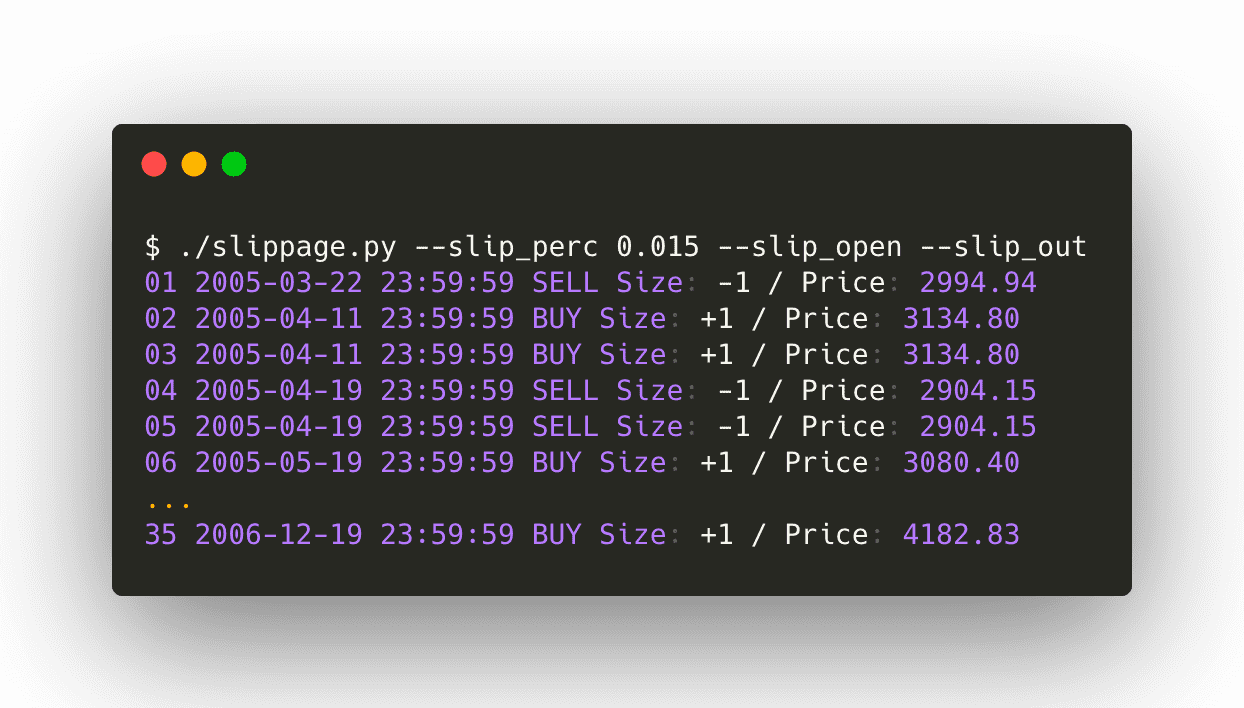 $ ./slippage.py --slip_perc 0.015 --slip_open --slip_out
01 2005-03-22 23:59:59 SELL Size: -1 / Price: 2994.94
02 2005-04-11 23:59:59 BUY Size: +1 / Price: 3134.80
03 2005-04-11 23:59:59 BUY Size: +1 / Price: 3134.80
04 2005-04-19 23:59:59 SELL Size: -1 / Price: 2904.15
05 2005-04-19 23:59:59 SELL Size: -1 / Price: 2904.15
06 2005-05-19 23:59:59 BUY Size: +1 / Price: 3080.40
...
35 2006-12-19 23:59:59 BUY Size: +1 / Price: 4182.83